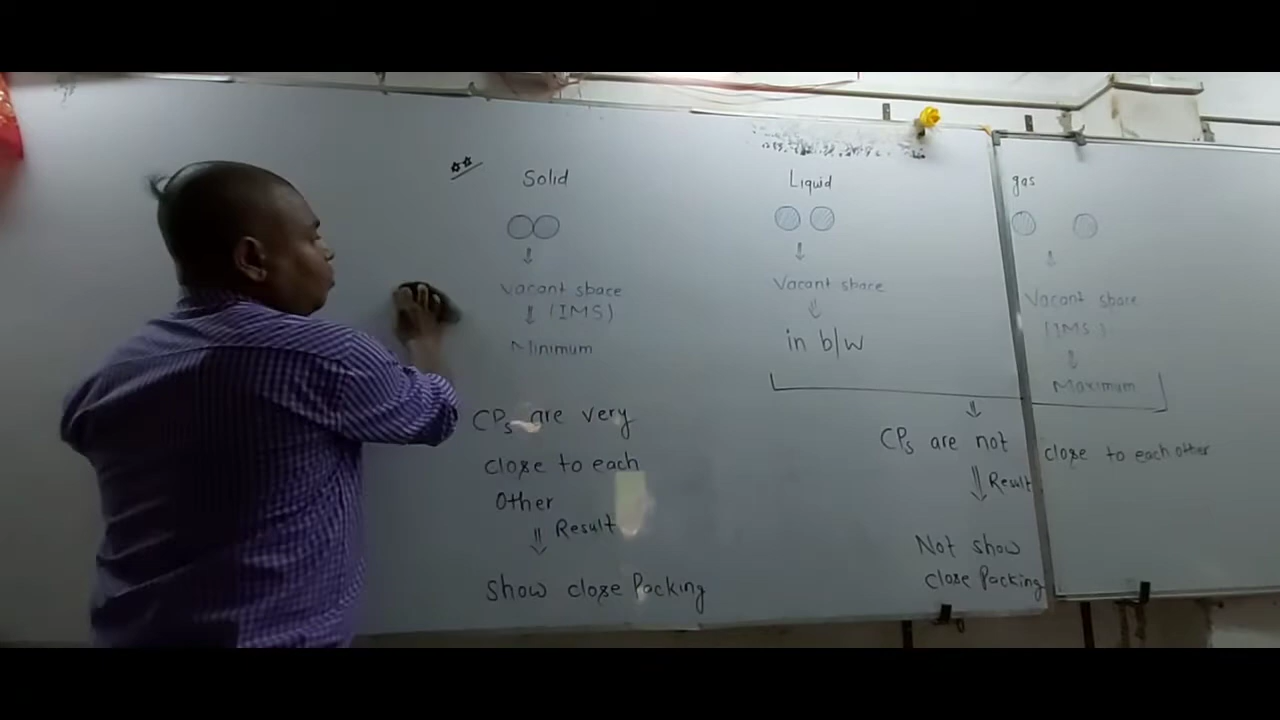 Solid
Vacant space
(IMS)
Minimum
CPs are very
close to each
Other
Result
Show close Packing
Liquid
Vacant space
in b/w
gas
Vacant space
(IMS)
Maximum
CPs are not close to each other
Result
Not show
close Packing